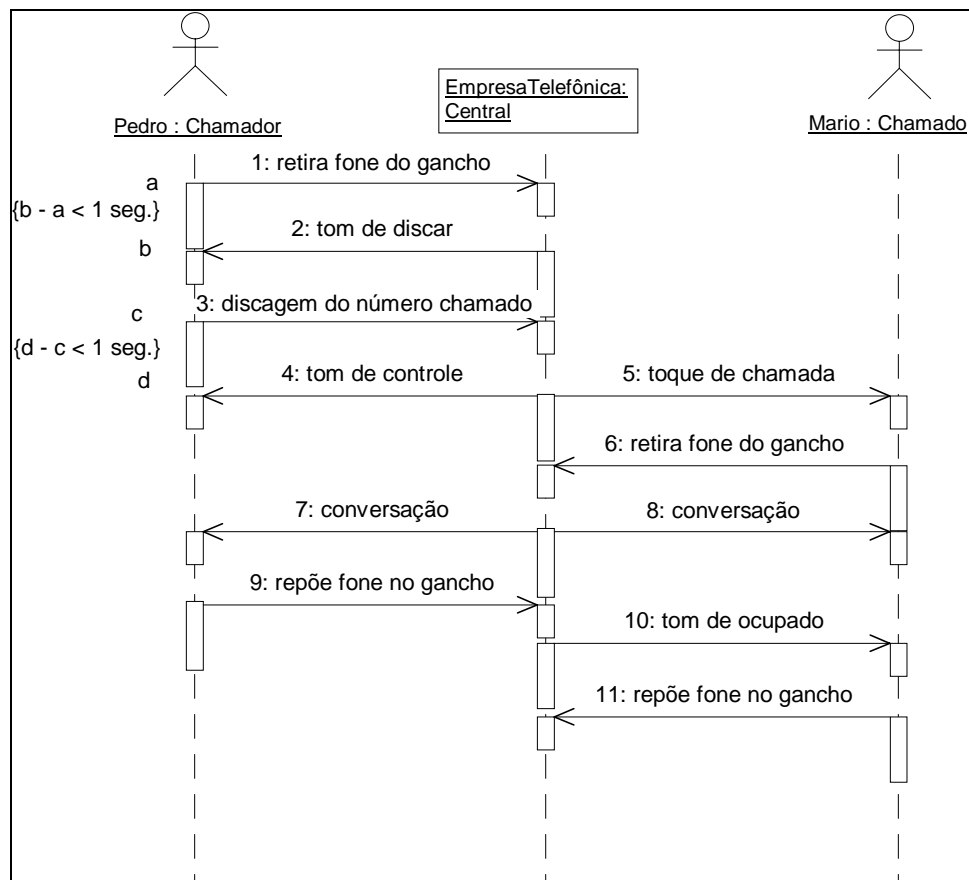 EmpresaTelefônica:
Central
Pedro : Chamador
Mario : Chamado
1: retira fone do gancho
a
{b - a < 1 seg.}
2: tom de discar
b
3: discagem do número chamado
c
{d - c < 1 seg.}
4: tom de controle
5: toque de chamada
d
6: retira fone do gancho
7: conversação
8: conversação
9: repõe fone no gancho
10: tom de ocupado
11: repõe fone no gancho